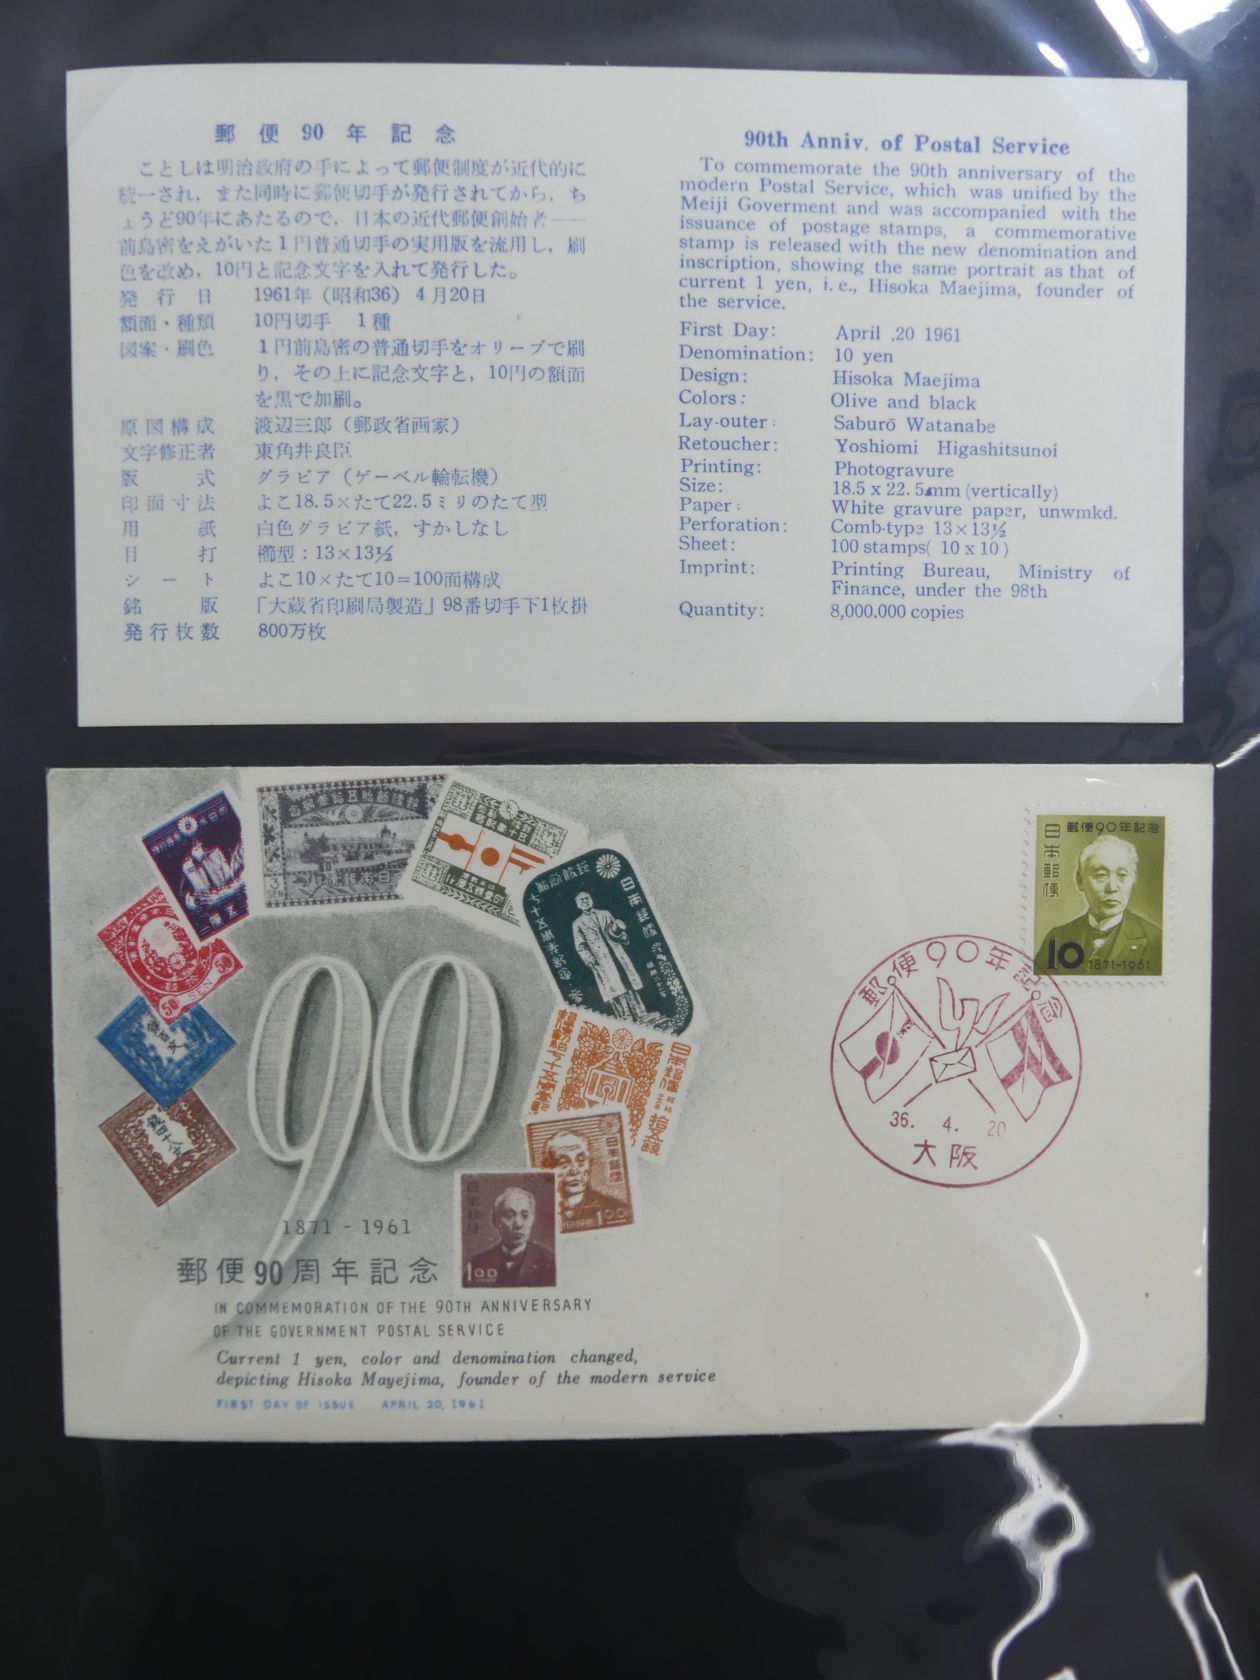 郵便90年記念
ことしは明治政府の手によって郵便制度が近代的に
統一され，また同時に郵便切手が発行されてから，ち
ょうど90年にあたるので，日本の近代郵便創始者——
前島密をえがいた1円普通切手の実用版を流用し，刷
色を改め，10円と記念文字を入れて発行した。
発行日 1961年（昭和36）4月20日
額面・種類 10円切手 1種
図案・刷色 1円前島密の普通切手をオリーブで刷
り，その上に記念文字と，10円の額面
を黒で加刷。
原図構成 渡辺三郎（郵政省画家）
文字修正者 東角井良臣
版式 グラビア（ゲーベル輪転機）
印面寸法 よこ18.5×たて22.5ミリのたて型
用紙 白色グラビア紙，すかしなし
目打 櫛型：13×13½
シート よこ10×たて10＝100面構成
銘版 「大蔵省印刷局製造」98番切手下1枚掛
発行枚数 800万枚
90th Anniv. of Postal Service
To commemorate the 90th anniversary of the
modern Postal Service, which was unified by the
Meiji Goverment and was accompanied with the
issuance of postage stamps, a commemorative
stamp is released with the new denomination and
inscription, showing the same portrait as that of
current 1 yen, i. e., Hisoka Maejima, founder of
the service.
First Day: April ,20 1961
Denomination: 10 yen
Design: Hisoka Maejima
Colors: Olive and black
Lay-outer: Saburō Watanabe
Retoucher: Yoshiomi Higashitsunoi
Printing: Photogravure
Size: 18.5 x 22.5mm (vertically)
Paper: White gravure paper, unwmkd.
Perforation: Comb-type 13×13½
Sheet: 100 stamps( 10 x 10 )
Imprint: Printing Bureau, Ministry of
Finance, under the 98th
Quantity: 8,000.000 copies
日本郵便
郵便90年記念
10
1871-1961
郵便90年記念
36. 4. 20
大阪
50 SEN
日本郵便
1.00
1.00
90
1871 - 1961
郵便90周年記念
IN COMMEMORATION OF THE 90TH ANNIVERSARY
OF THE GOVERNMENT POSTAL SERVICE
Current 1 yen, color and denomination changed,
depicting Hisoka Mayejima, founder of the modern service
FIRST DAY OF ISSUE APRIL 20, 1961